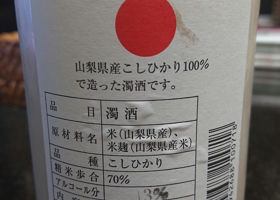 山梨県産こしひかり100%
で造った濁酒です。
品目 濁酒
原材料名 米(山梨県産)、
米麹(山梨県産米)
品種 こしひかり
精米歩合 70%
アルコール分